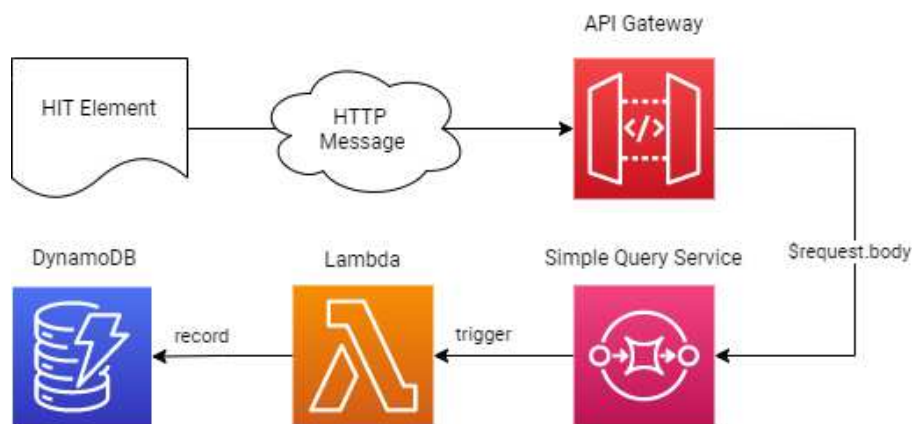 API Gateway
HIT Element
HTTP
Message
</>
$request.body
DynamoDB
Lambda
Simple Query Service
record
trigger